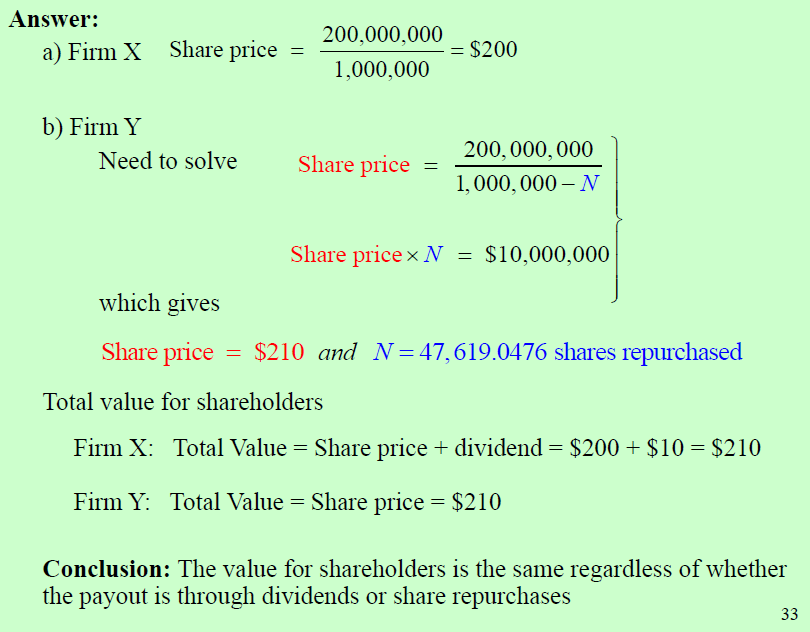 Answer:
a) Firm X Share price = 200,000,000 / 1,000,000 = $200
b) Firm Y
Need to solve Share price = 200,000,000 / 1,000,000 – N
Share price × N = $10,000,000
which gives
Share price = $210 and N = 47,619.0476 shares repurchased
Total value for shareholders
Firm X: Total Value = Share price + dividend = $200 + $10 = $210
Firm Y: Total Value = Share price = $210
Conclusion: The value for shareholders is the same regardless of whether
the payout is through dividends or share repurchases
33